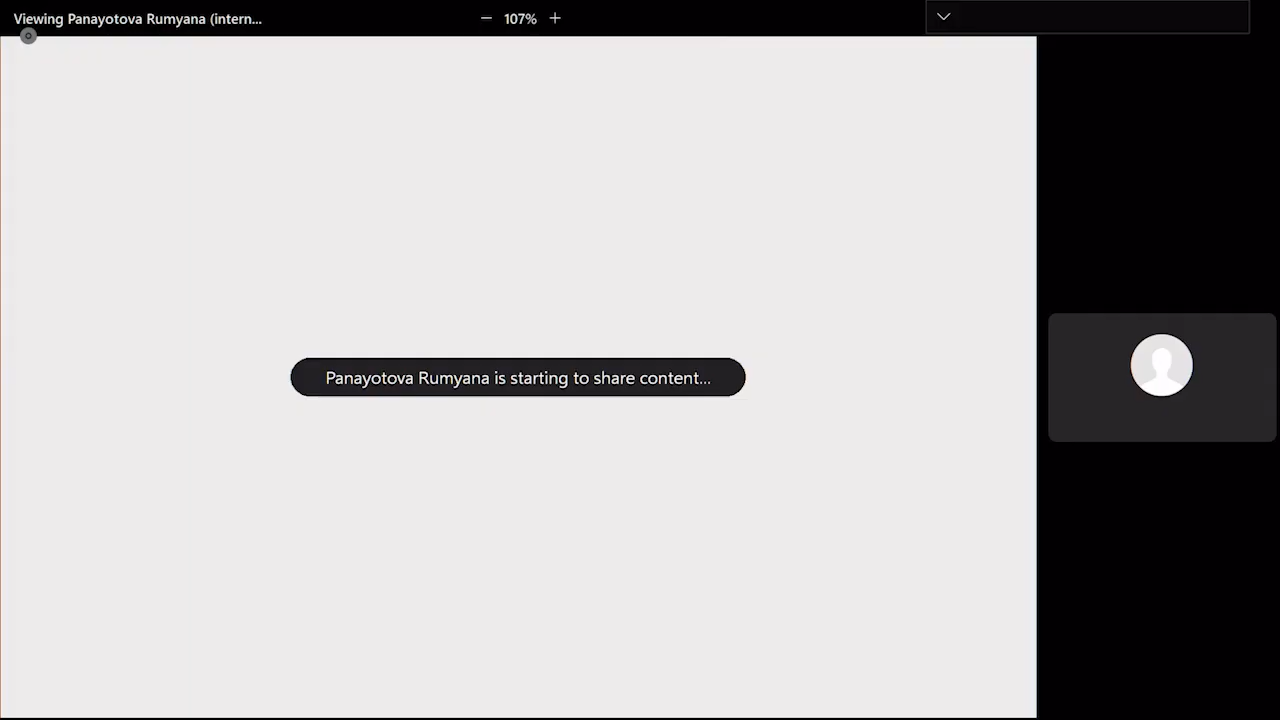 Viewing Panayotova Rumyana (intern...
107%
Panayotova Rumyana is starting to share content...